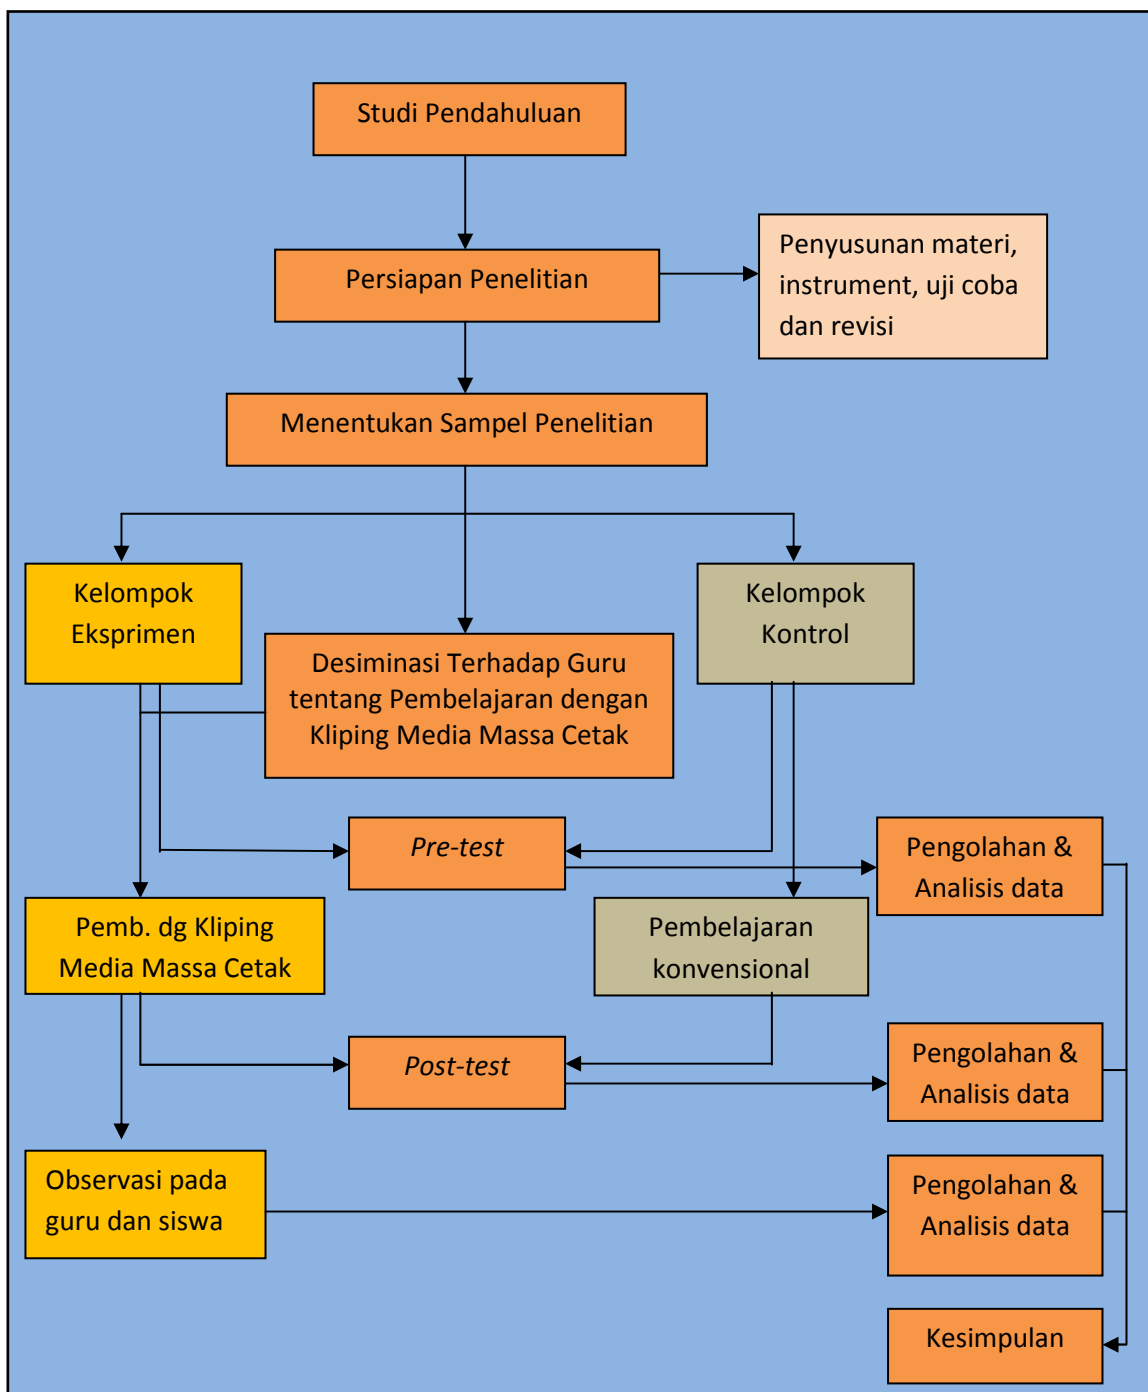 Studi Pendahuluan
Persiapan Penelitian
Penyusunan materi,
instrument, uji coba
dan revisi
Menentukan Sampel Penelitian
Kelompok
Eksprimen
Kelompok
Kontrol
Desiminasi Terhadap Guru
tentang Pembelajaran dengan
Kliping Media Massa Cetak
Pre-test
Pengolahan &
Analisis data
Pemb. dg Kliping
Media Massa Cetak
Pembelajaran
konvensional
Post-test
Pengolahan &
Analisis data
Observasi pada
guru dan siswa
Pengolahan &
Analisis data
Kesimpulan